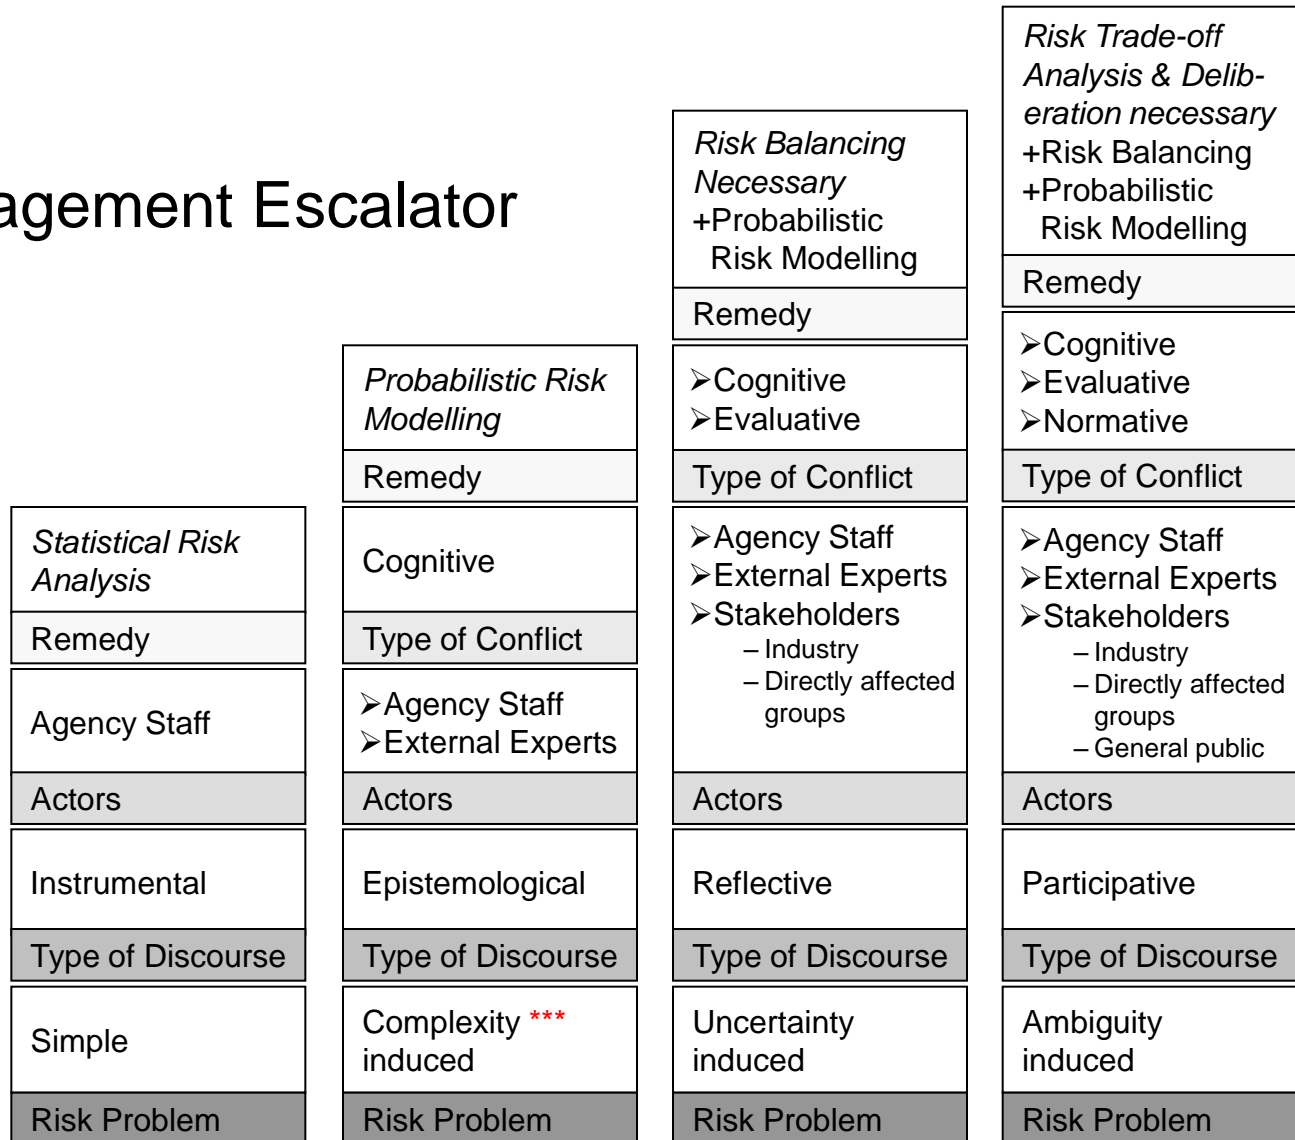 agement Escalator
Statistical Risk
Analysis
Remedy
Agency Staff
Actors
Instrumental
Type of Discourse
Simple
Risk Problem
Probabilistic Risk
Modelling
Remedy
Cognitive
Type of Conflict
➢Agency Staff
➢External Experts
Actors
Epistemological
Type of Discourse
Complexity ***
induced
Risk Problem
Risk Balancing
Necessary
+Probabilistic
Risk Modelling
Remedy
➢Cognitive
➢Evaluative
Type of Conflict
➢Agency Staff
➢External Experts
➢Stakeholders
– Industry
– Directly affected
groups
Actors
Reflective
Type of Discourse
Uncertainty
induced
Risk Problem
Risk Trade-off
Analysis & Delib-
eration necessary
+Risk Balancing
+Probabilistic
Risk Modelling
Remedy
➢Cognitive
➢Evaluative
➢Normative
Type of Conflict
➢Agency Staff
➢External Experts
➢Stakeholders
– Industry
– Directly affected
groups
– General public
Actors
Participative
Type of Discourse
Ambiguity
induced
Risk Problem